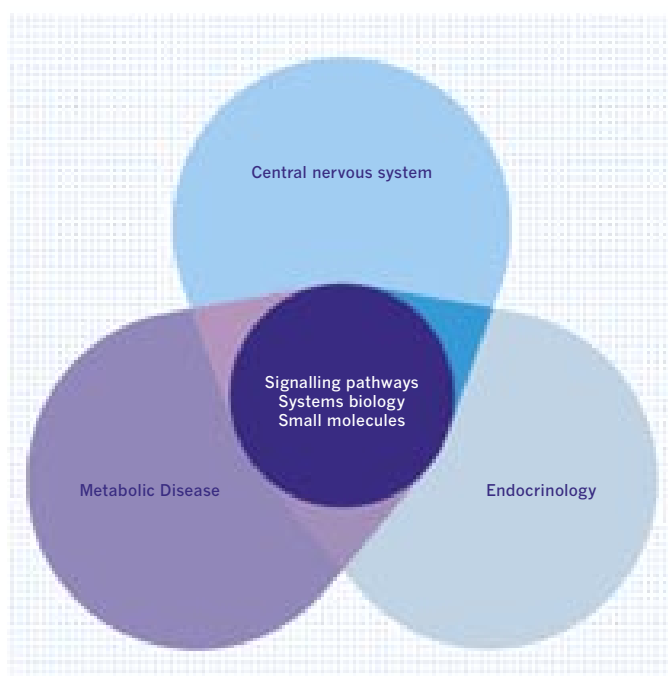 Central nervous system
Signalling pathways
Systems biology
Small molecules
Metabolic Disease
Endocrinology